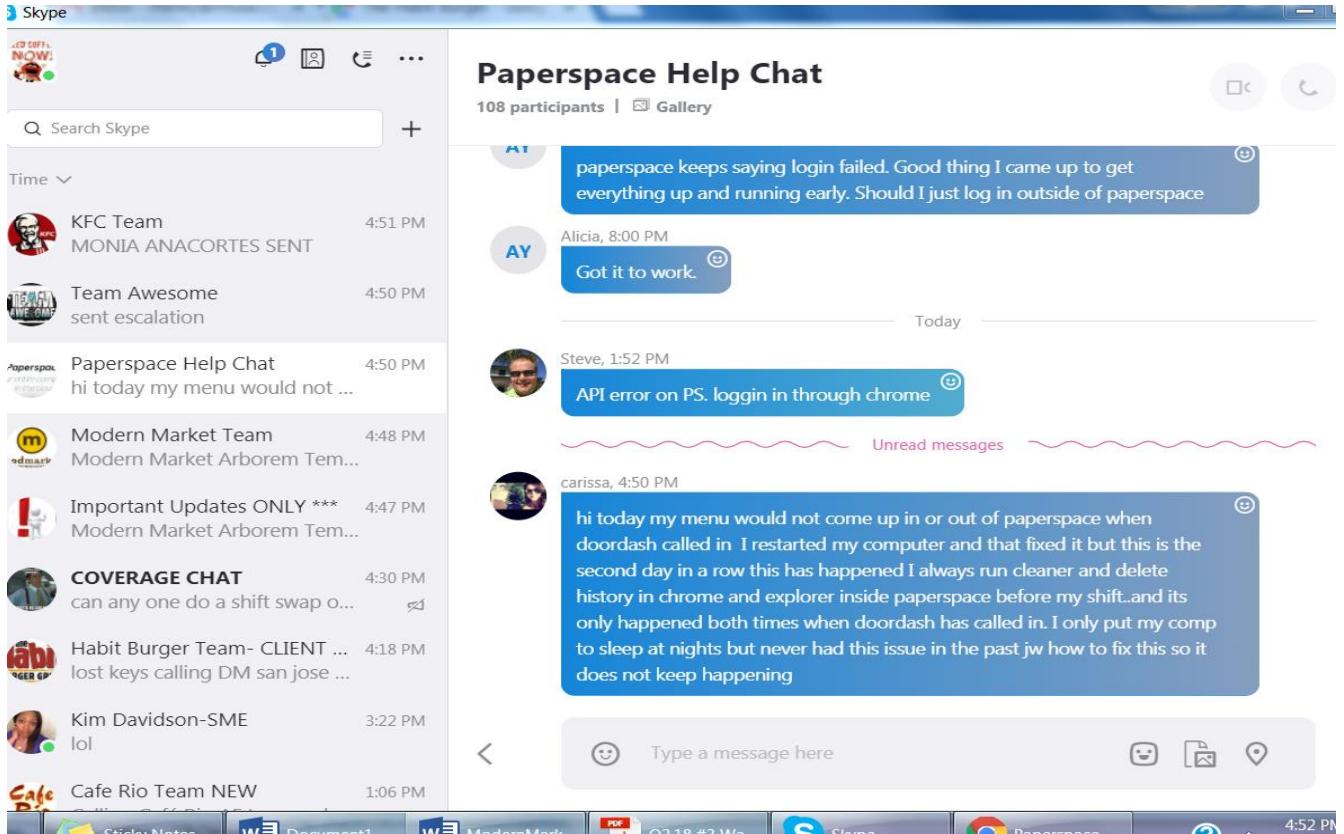 Skype
NOW!
1
Search Skype
Time
KFC Team 4:51 PM
MONIA ANACORTES SENT
Team Awesome 4:50 PM
sent escalation
Paperspace Help Chat 4:50 PM
hi today my menu would not ...
Modern Market Team 4:48 PM
Modern Market Arborem Tem...
Important Updates ONLY *** 4:47 PM
Modern Market Arborem Tem...
COVERAGE CHAT 4:30 PM
can any one do a shift swap o...
Habit Burger Team- CLIENT ... 4:18 PM
lost keys calling DM san jose ...
Kim Davidson-SME 3:22 PM
lol
Cafe Rio Team NEW 1:06 PM
Paperspace Help Chat
108 participants | Gallery
AY
paperspace keeps saying login failed. Good thing I came up to get
everything up and running early. Should I just log in outside of paperspace
Alicia, 8:00 PM
AY
Got it to work.
Today
Steve, 1:52 PM
API error on PS. loggin in through chrome
Unread messages
carissa, 4:50 PM
hi today my menu would not come up in or out of paperspace when
doordash called in I restarted my computer and that fixed it but this is the
second day in a row this has happened I always run cleaner and delete
history in chrome and explorer inside paperspace before my shift..and its
only happened both times when doordash has called in. I only put my comp
to sleep at nights but never had this issue in the past jw how to fix this so it
does not keep happening
Type a message here
Sticky Notes Document1 ModernMark PDF Q2 18 #3 Wa Skype Paperspace 4:52 PM